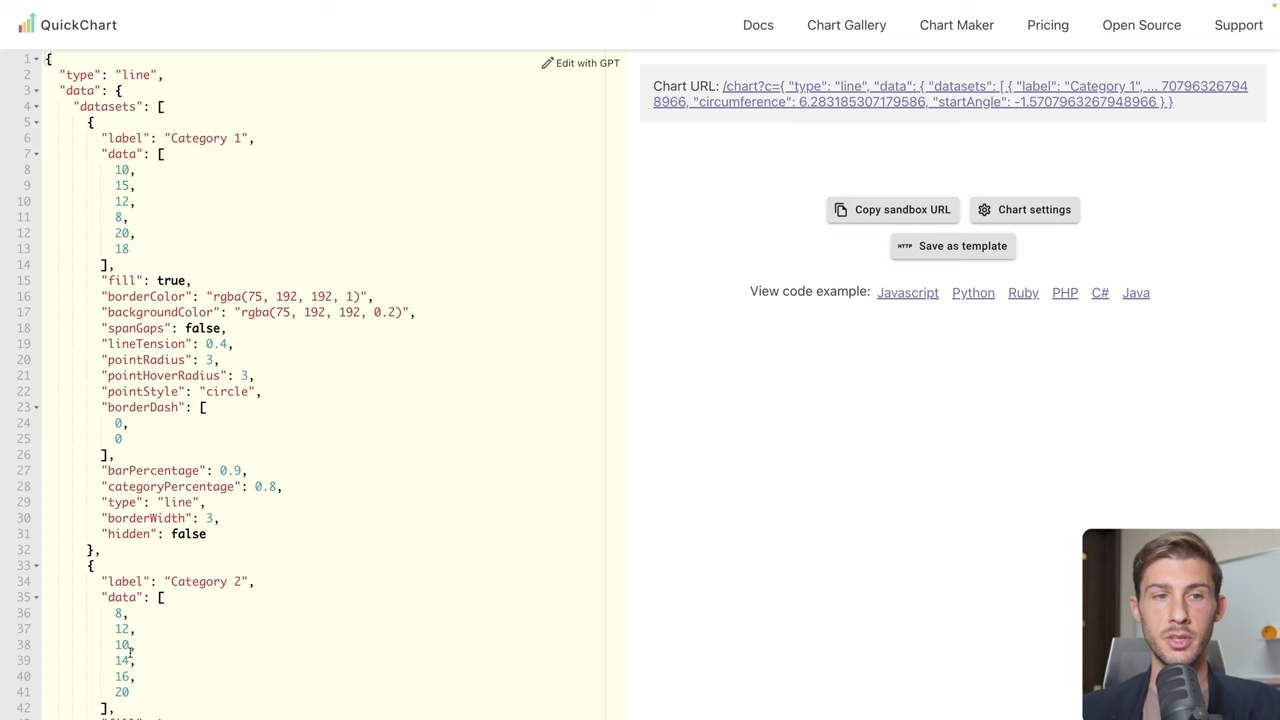 QuickChart
Docs
Chart Gallery
Chart Maker
Pricing
Open Source
Support
1 {
2 "type": "line",
3 "data": {
4 "datasets": [
5 {
6 "label": "Category 1",
7 "data": [
8 10,
9 15,
10 12,
11 8,
12 20,
13 18
14 ],
15 "fill": true,
16 "borderColor": "rgba(75, 192, 192, 1)",
17 "backgroundColor": "rgba(75, 192, 192, 0.2)",
18 "spanGaps": false,
19 "lineTension": 0.4,
20 "pointRadius": 3,
21 "pointHoverRadius": 3,
22 "pointStyle": "circle",
23 "borderDash": [
24 0,
25 0
26 ],
27 "barPercentage": 0.9,
28 "categoryPercentage": 0.8,
29 "type": "line",
30 "borderWidth": 3,
31 "hidden": false
32 },
33 {
34 "label": "Category 2",
35 "data": [
36 8,
37 12,
38 10,
39 14,
40 16,
41 20
42 ],
Edit with GPT
Chart URL: /chart?c={ "type": "line", "data": { "datasets": [ { "label": "Category 1", ... 70796326794
8966, "circumference": 6.283185307179586, "startAngle": -1.5707963267948966 } }
Copy sandbox URL
Chart settings
HTTP Save as template
View code example: Javascript Python Ruby PHP C# Java